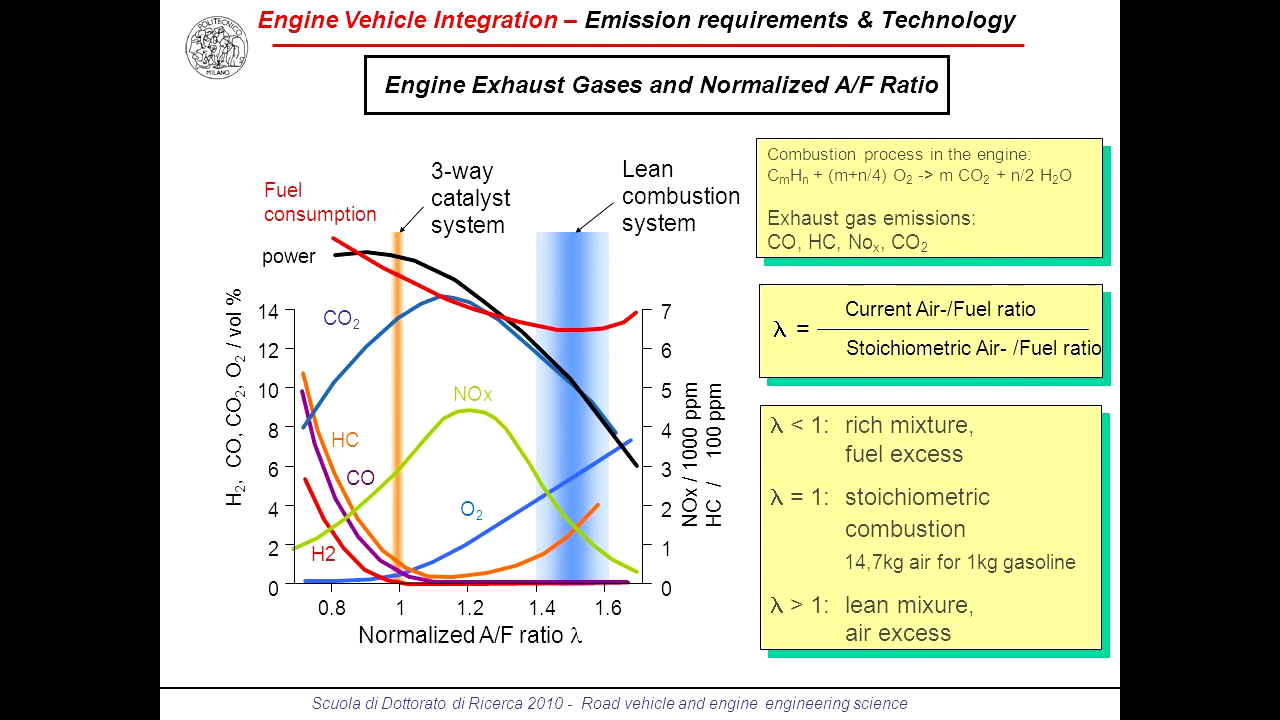 Engine Vehicle Integration – Emission requirements & Technology
POLITECNICO
MILANO
Engine Exhaust Gases and Normalized A/F Ratio
Fuel
consumption
3-way
catalyst
system
Lean
combustion
system
power
CO₂
NOx
HC
CO
O₂
H2
H₂, CO, CO₂, O₂ / vol %
14
12
10
8
6
4
2
0
7
6
5
4
3
2
1
0
NOx / 1000 ppm
HC / 100 ppm
0.8 1 1.2 1.4 1.6
Normalized A/F ratio λ
Combustion process in the engine:
CₘHₙ + (m+n/4) O₂ -> m CO₂ + n/2 H₂O
Exhaust gas emissions:
CO, HC, Noₓ, CO₂
Current Air-/Fuel ratio
λ =
Stoichiometric Air- /Fuel ratio
λ < 1: rich mixture,
fuel excess
λ = 1: stoichiometric
combustion
14,7kg air for 1kg gasoline
λ > 1: lean mixure,
air excess
Scuola di Dottorato di Ricerca 2010 - Road vehicle and engine engineering science